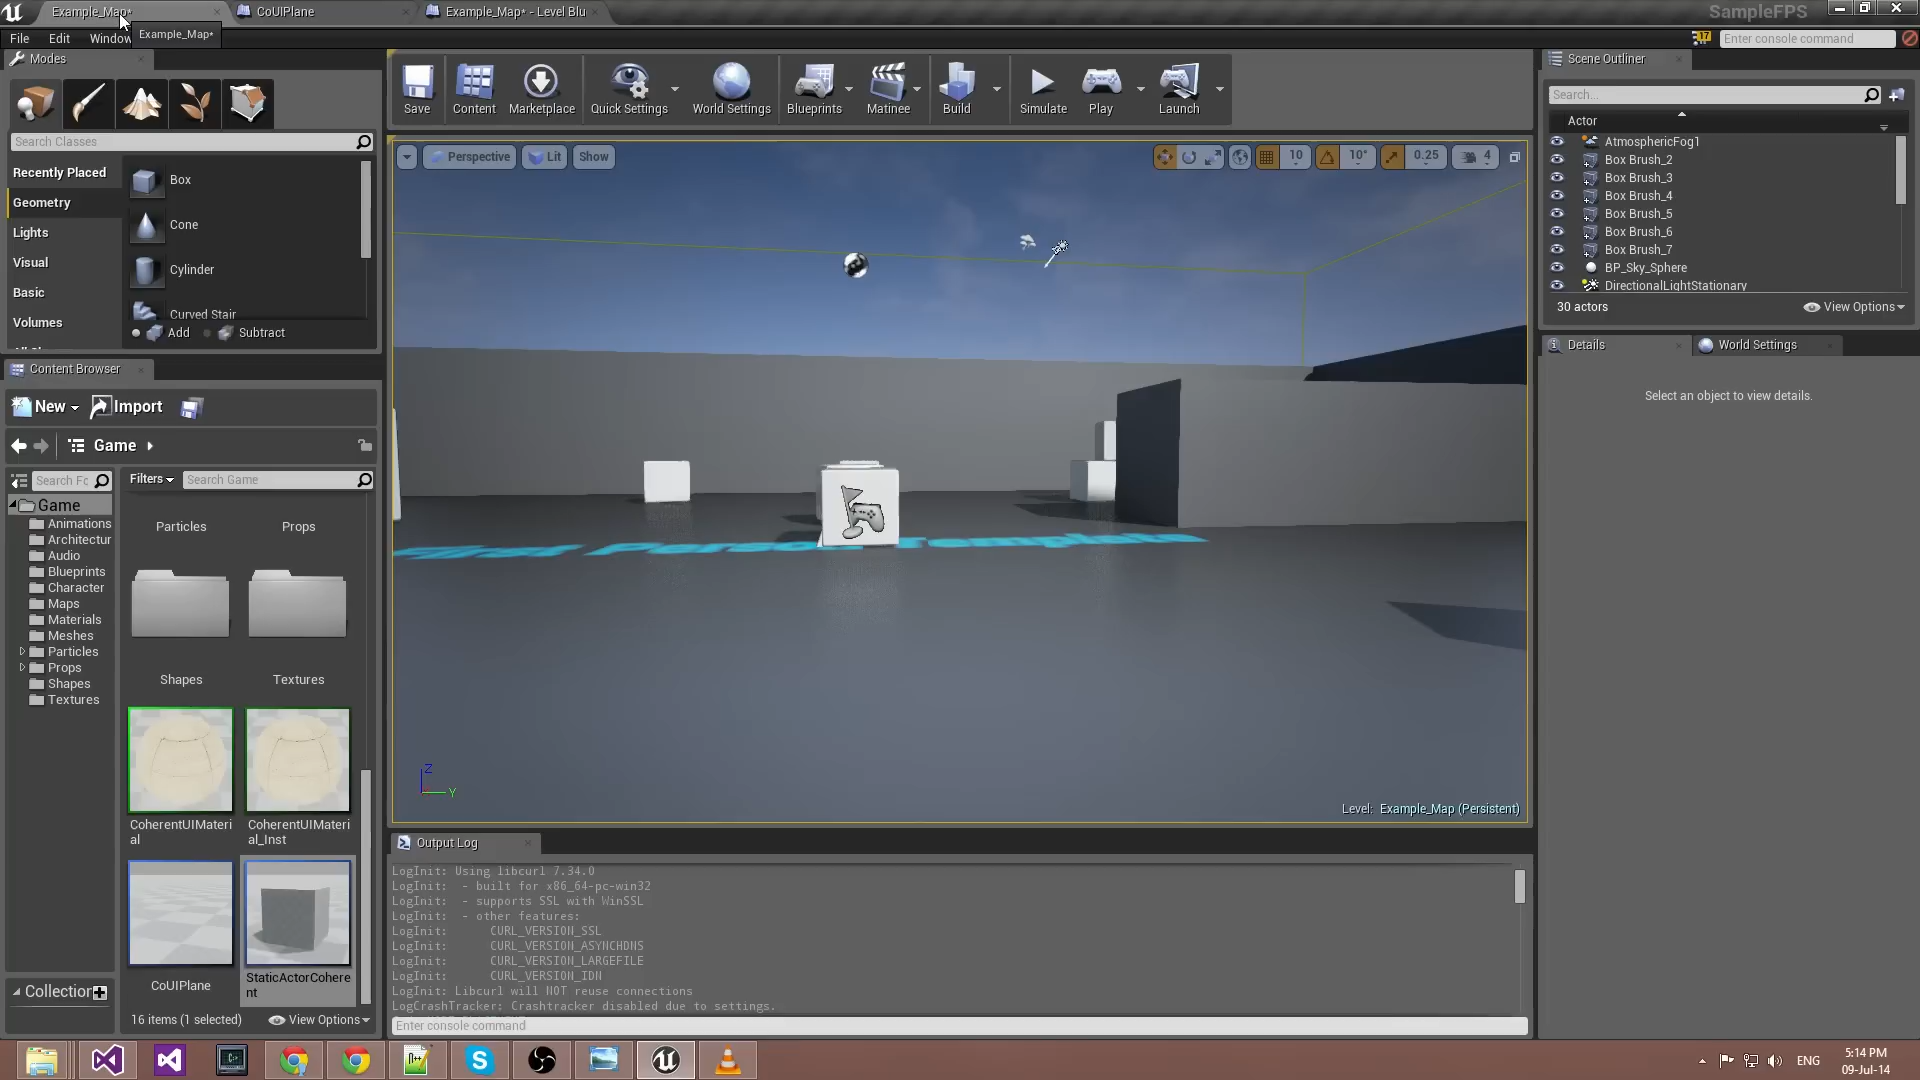 Example_Map*
CoUIPlane
Example_Map* - Level Blu
SampleFPS
File
Edit
Window
Example_Map*
17
Enter console command
Modes
Save
Content
Marketplace
Quick Settings
World Settings
Blueprints
Matinee
Build
Simulate
Play
Launch
Scene Outliner
Search...
Actor
Search Classes
Recently Placed
Geometry
Lights
Visual
Basic
Volumes
Box
Cone
Cylinder
Curved Stair
Add
Subtract
Perspective
Lit
Show
10
10°
0.25
4
AtmosphericFog1
Box Brush_2
Box Brush_3
Box Brush_4
Box Brush_5
Box Brush_6
Box Brush_7
BP_Sky_Sphere
DirectionalLightStationary
30 actors
View Options
Details
World Settings
Select an object to view details.
Content Browser
New
Import
Game
Search Fo
Filters
Search Game
Game
Animations
Architectur
Audio
Blueprints
Character
Maps
Materials
Meshes
Particles
Props
Shapes
Textures
Particles
Props
Shapes
Textures
CoherentUIMateri
al
CoherentUIMateri
al_Inst
CoUIPlane
StaticActorCohere
nt
Collection
16 items (1 selected)
View Options
First Person Template
Z
Y
Level: Example_Map (Persistent)
Output Log
LogInit: Using libcurl 7.34.0
LogInit: - built for x86_64-pc-win32
LogInit: - supports SSL with WinSSL
LogInit: - other features:
LogInit: CURL_VERSION_SSL
LogInit: CURL_VERSION_ASYNCHDNS
LogInit: CURL_VERSION_LARGEFILE
LogInit: CURL_VERSION_IDN
LogInit: Libcurl will NOT reuse connections
LogCrashTracker: Crashtracker disabled due to settings.
Enter console command
ENG
5:14 PM
09-Jul-14